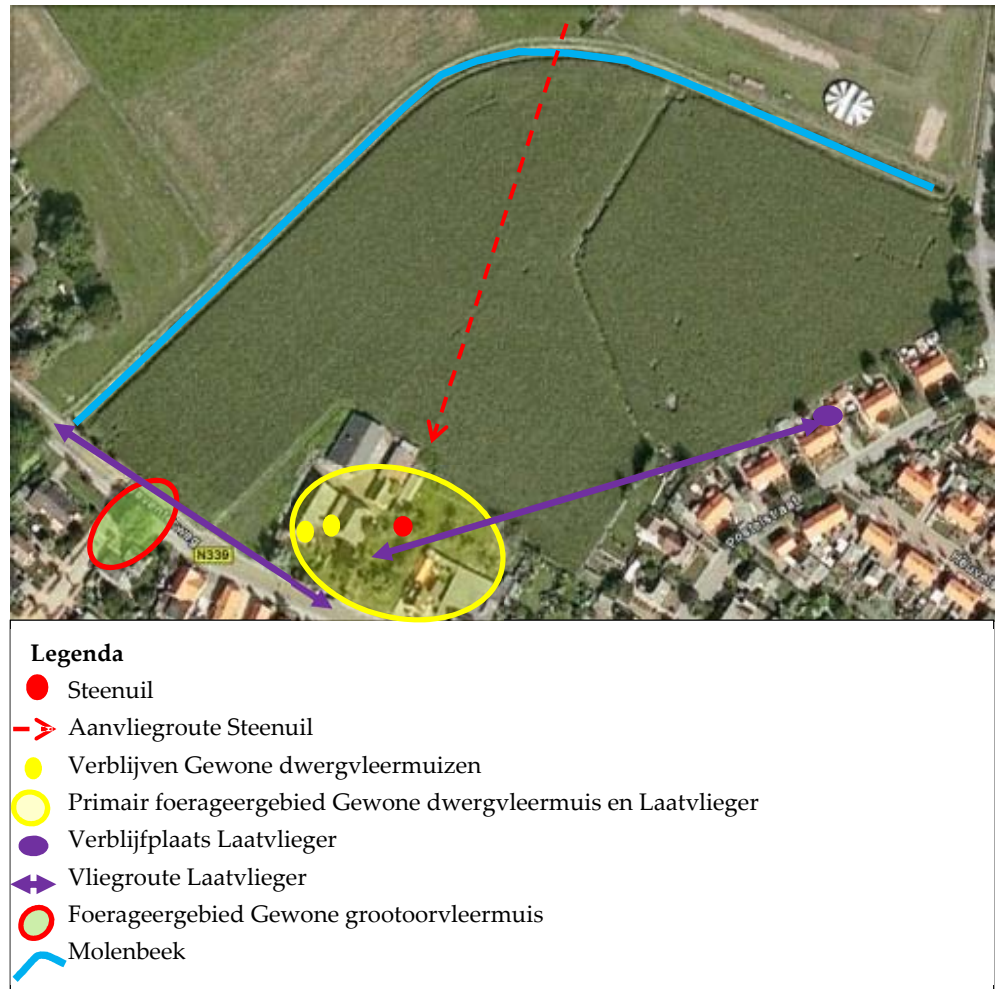 N339
Poststraat
Legenda
Steenuil
Aanvliegroute Steenuil
Verblijven Gewone dwergvleermuizen
Primair foerageergebied Gewone dwergvleermuis en Laatvlieger
Verblijfplaats Laatvlieger
Vliegroute Laatvlieger
Foerageergebied Gewone grootoorvleermuis
Molenbeek